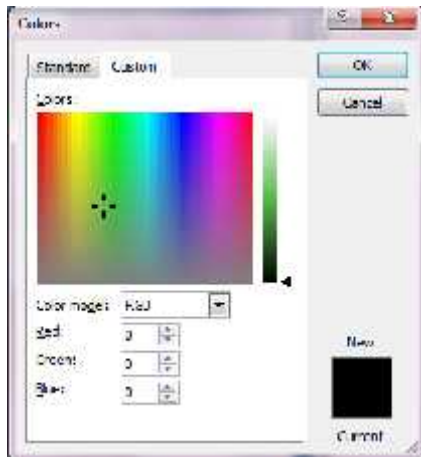 Colors
?
Standard Custom
OK
Colors:
Cancel
Color model: RGB
Red: 0
Green: 0
Blue: 0
New
Current